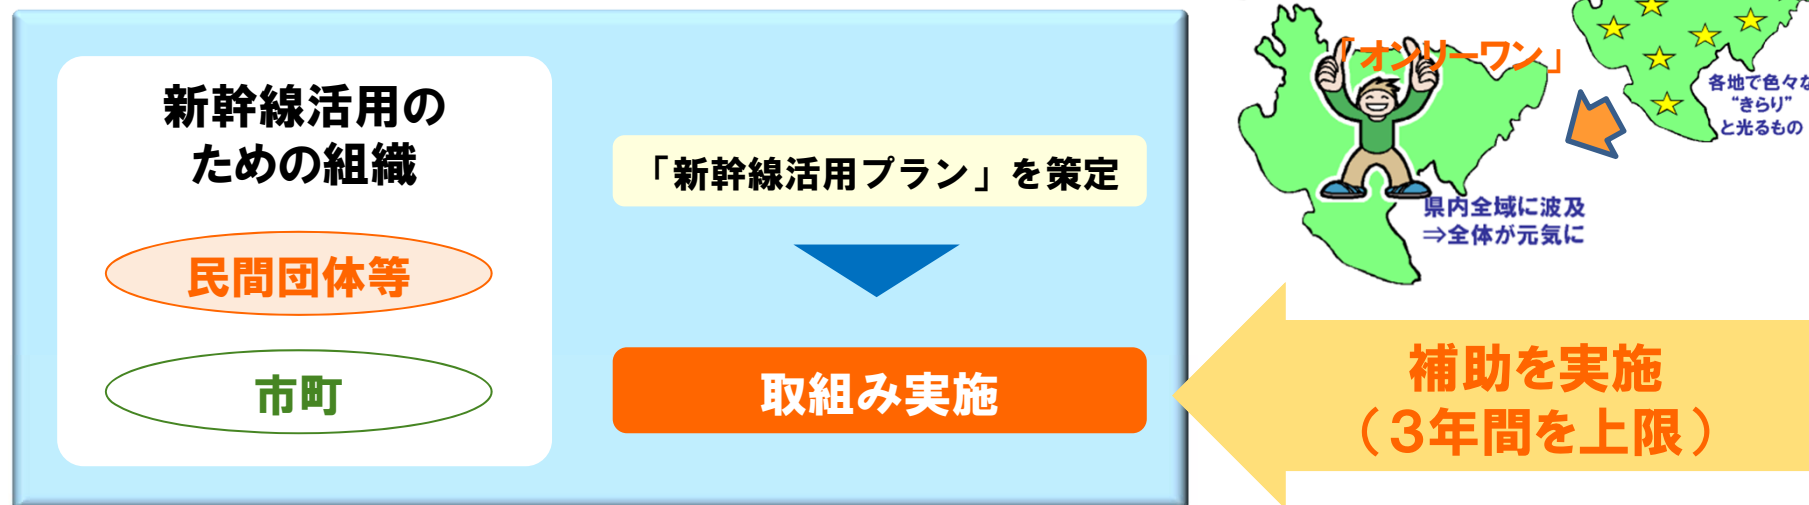 新幹線活用の
ための組織
民間団体等
市町
「新幹線活用プラン」を策定
取組み実施
「オンリーワン」
各地で色々な
“きらり”
と光るもの
県内全域に波及
⇒全体が元気に
補助を実施
（３年間を上限）